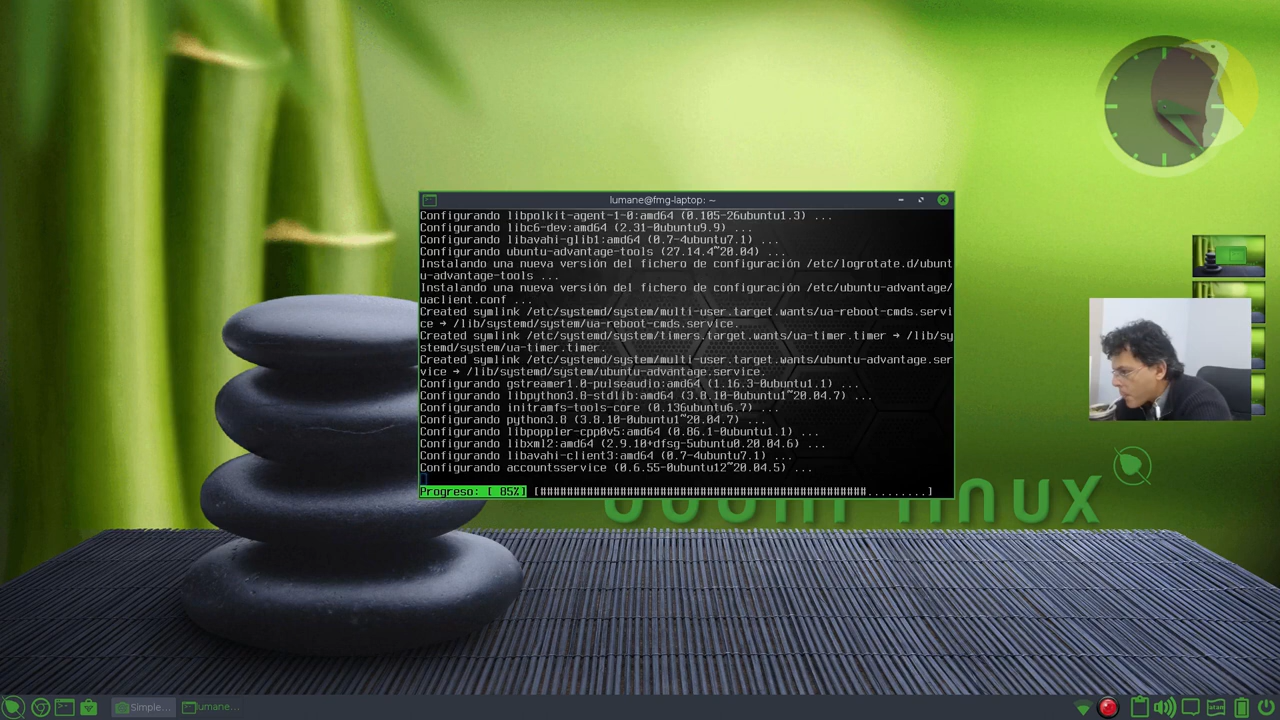 lumane@fmg-laptop: ~
Configurando libpolkit-agent-1-0:amd64 (0.105-26ubuntu1.3) ...
Configurando libc6-dev:amd64 (2.31-0ubuntu9.9) ...
Configurando libavahi-glib1:amd64 (0.7-4ubuntu7.1) ...
Configurando ubuntu-advantage-tools (27.14.4~20.04) ...
Instalando una nueva versión del fichero de configuración /etc/logrotate.d/ubunt
u-advantage-tools ...
Instalando una nueva versión del fichero de configuración /etc/ubuntu-advantage/
uaclient.conf ...
Created symlink /etc/systemd/system/multi-user.target.wants/ua-reboot-cmds.servi
ce → /lib/systemd/system/ua-reboot-cmds.service.
Created symlink /etc/systemd/system/timers.target.wants/ua-timer.timer → /lib/sy
stemd/system/ua-timer.timer.
Created symlink /etc/systemd/system/multi-user.target.wants/ubuntu-advantage.ser
vice → /lib/systemd/system/ubuntu-advantage.service.
Configurando gstreamer1.0-pulseaudio:amd64 (1.16.3-0ubuntu1.1) ...
Configurando libpython3.8-stdlib:amd64 (3.8.10-0ubuntu1~20.04.7) ...
Configurando initramfs-tools-core (0.136ubuntu6.7) ...
Configurando python3.8 (3.8.10-0ubuntu1~20.04.7) ...
Configurando libpoppler-cpp0v5:amd64 (0.86.1-0ubuntu1.1) ...
Configurando libxml2:amd64 (2.9.10+dfsg-5ubuntu0.20.04.6) ...
Configurando libavahi-client3:amd64 (0.7-4ubuntu7.1) ...
Configurando accountsservice (0.6.55-0ubuntu12~20.04.5) ...
Progreso: [ 85%] [#################################################.........]
linux
Simple...
umane...